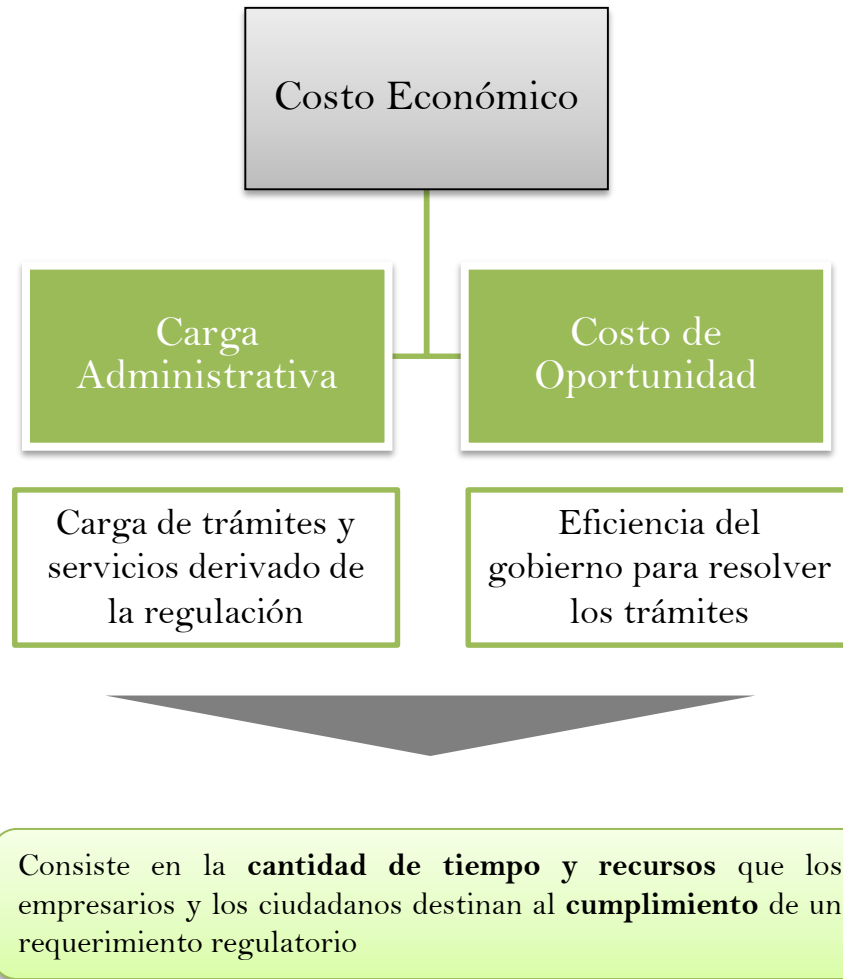 Costo Económico
Carga
Administrativa
Costo de
Oportunidad
Carga de trámites y
servicios derivado de
la regulación
Eficiencia del
gobierno para resolver
los trámites
Consiste en la cantidad de tiempo y recursos que los
empresarios y los ciudadanos destinan al cumplimiento de un
requerimiento regulatorio